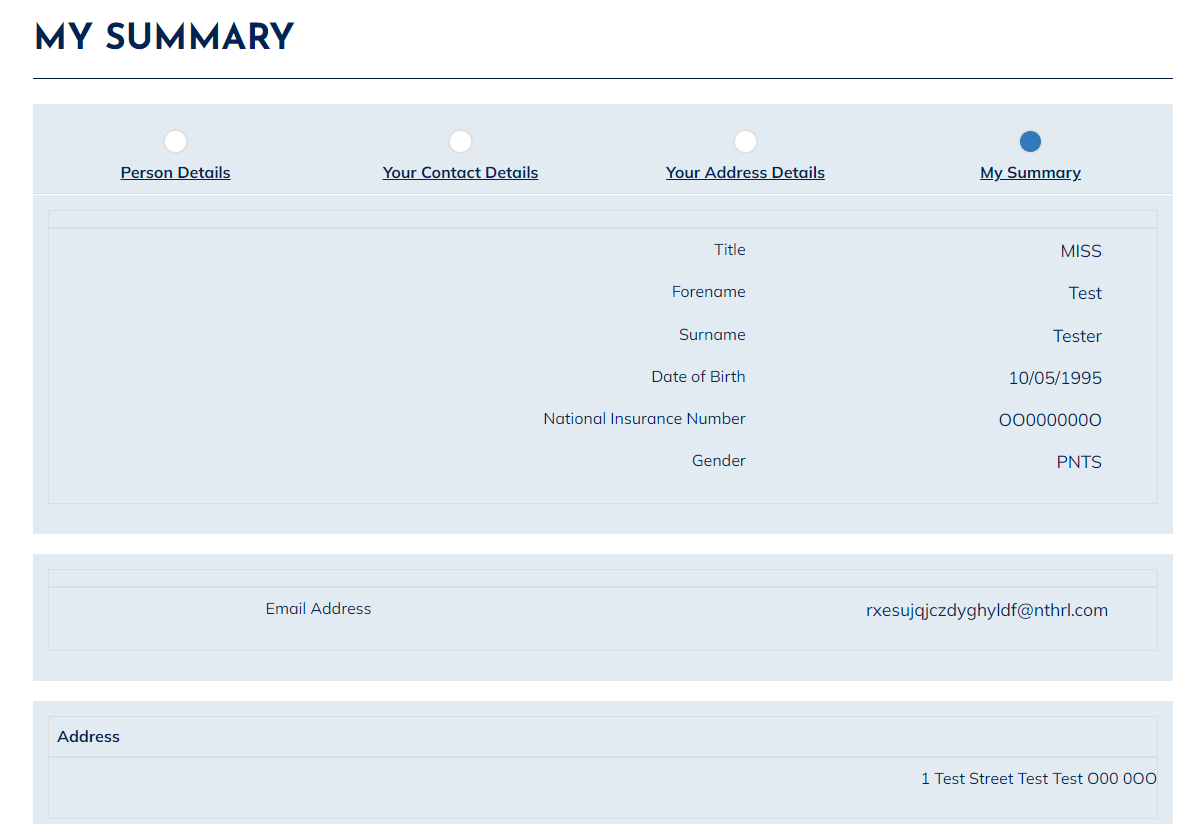 MY SUMMARY
Person Details
Your Contact Details
Your Address Details
My Summary
Title MISS
Forename Test
Surname Tester
Date of Birth 10/05/1995
National Insurance Number OO000000O
Gender PNTS
Email Address rxesujqjczdyghyldf@nthrl.com
Address
1 Test Street Test Test O00 0OO